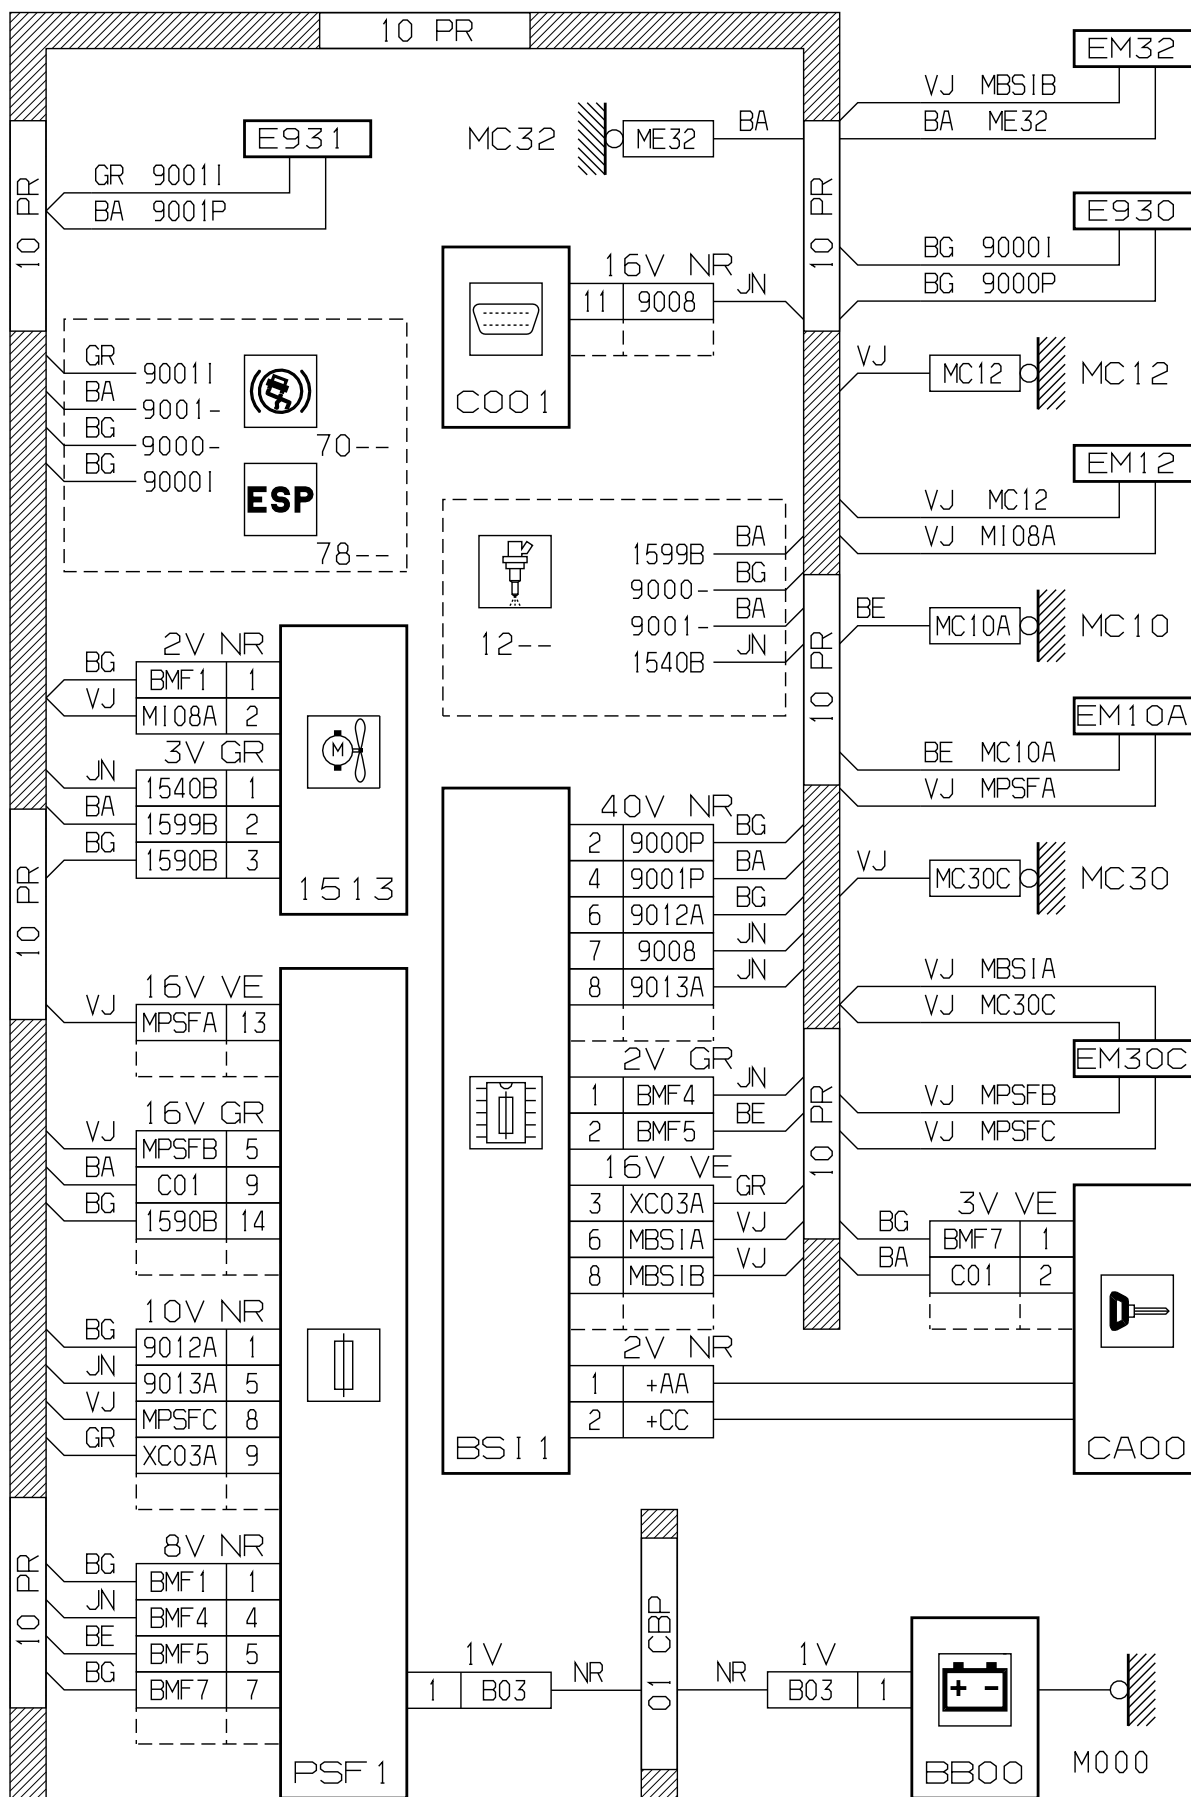 10 PR
EM32
VJ MBSIB
BA ME32
E931
MC32
ME32
BA
GR 9001I
BA 9001P
10 PR
10 PR
E930
BG 9000I
BG 9000P
16V NR
11 9008
JN
C001
GR 9001I
BA 9001-
BG 9000-
BG 9000I
70--
ESP
78--
VJ
MC12
MC12
EM12
VJ MC12
VJ MI08A
1599B BA
9000- BG
9001- BA
1540B JN
12--
10 PR
BE
MC10A
MC10
EM10A
BE MC10A
VJ MPSFA
2V NR
BG BMF1 1
VJ MI08A 2
3V GR
JN 1540B 1
BA 1599B 2
BG 1590B 3
1513
40V NR
2 9000P BG
4 9001P BA
6 9012A BG
7 9008 JN
8 9013A JN
VJ
MC30C
MC30
10 PR
16V VE
VJ MPSFA 13
VJ MBSIA
VJ MC30C
EM30C
VJ MPSFB
VJ MPSFC
2V GR
1 BMF4 JN
2 BMF5 BE
10 PR
16V GR
VJ MPSFB 5
BA C01 9
BG 1590B 14
16V VE
3 XC03A GR
6 MBSIA VJ
8 MBSIB VJ
3V VE
BG BMF7 1
BA C01 2
10V NR
BG 9012A 1
JN 9013A 5
VJ MPSFC 8
GR XC03A 9
2V NR
1 +AA
2 +CC
BSI1
CA00
10 PR
8V NR
BG BMF1 1
JN BMF4 4
BE BMF5 5
BG BMF7 7
PSF1
1V
1 B03
NR
01 CBP
NR
1V
B03 1
+ -
BB00
M000
M